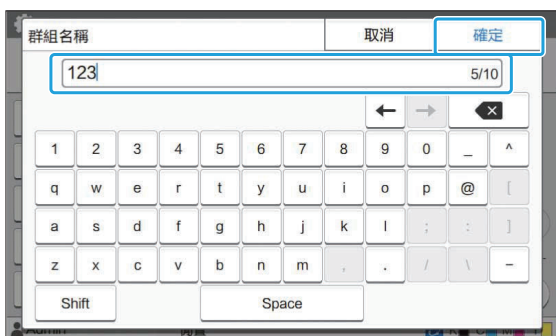 群組名稱 取消 確定
123 5/10
← →
1 2 3 4 5 6 7 8 9 0 _ ^
q w e r t y u i o p @ [
a s d f g h j k l ; : ]
z x c v b n m , . / \ -
Shift Space
Admin